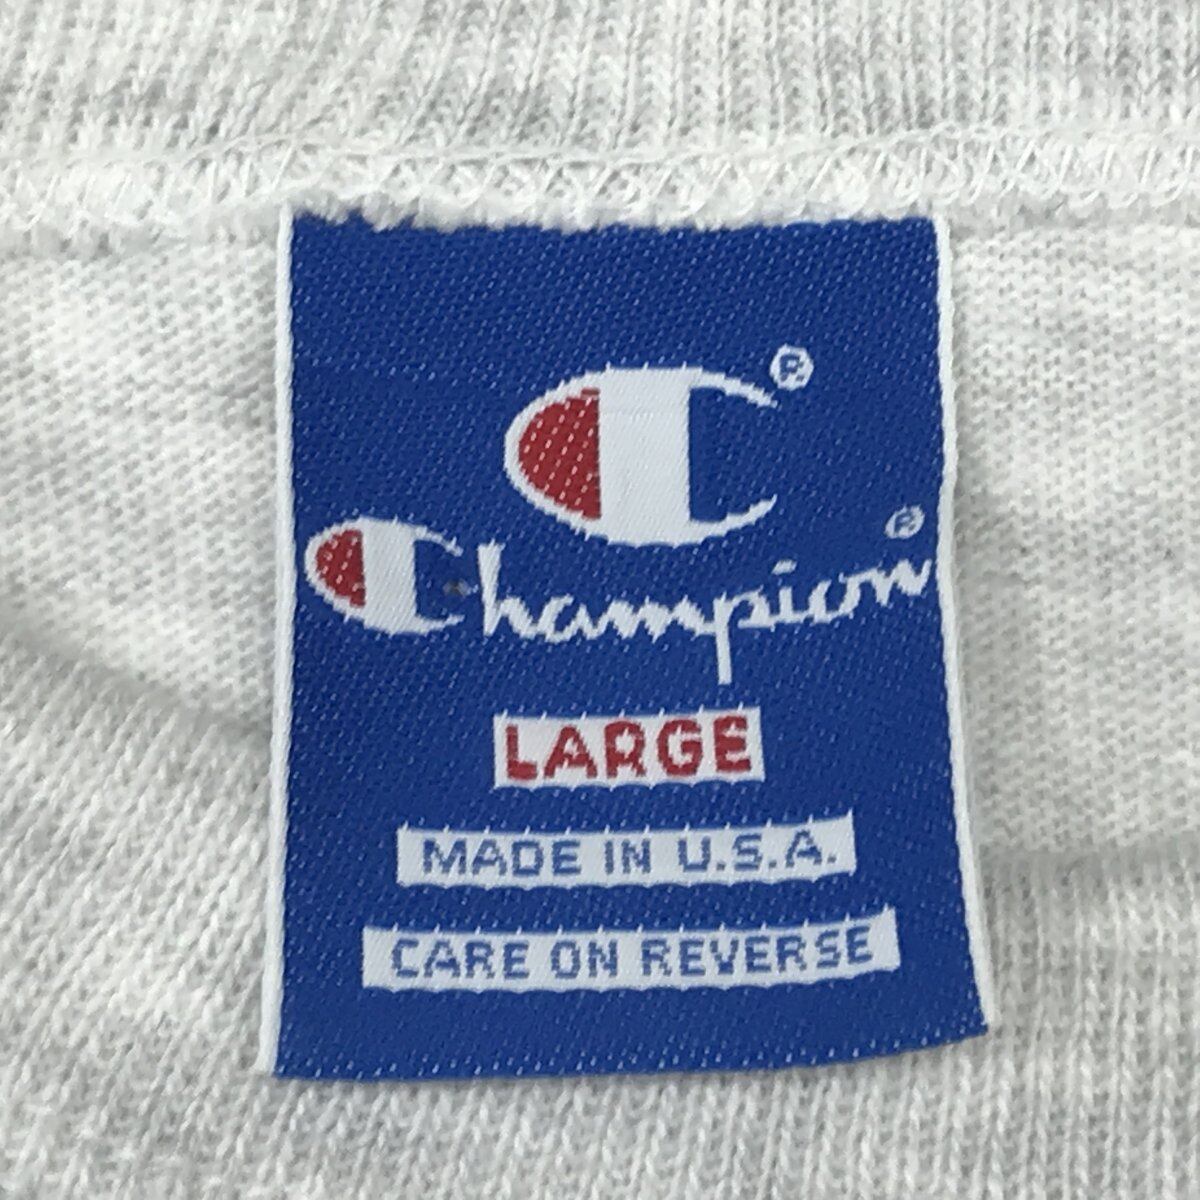 C®
Champion®
LARGE
MADE IN U.S.A.
CARE ON REVERSE